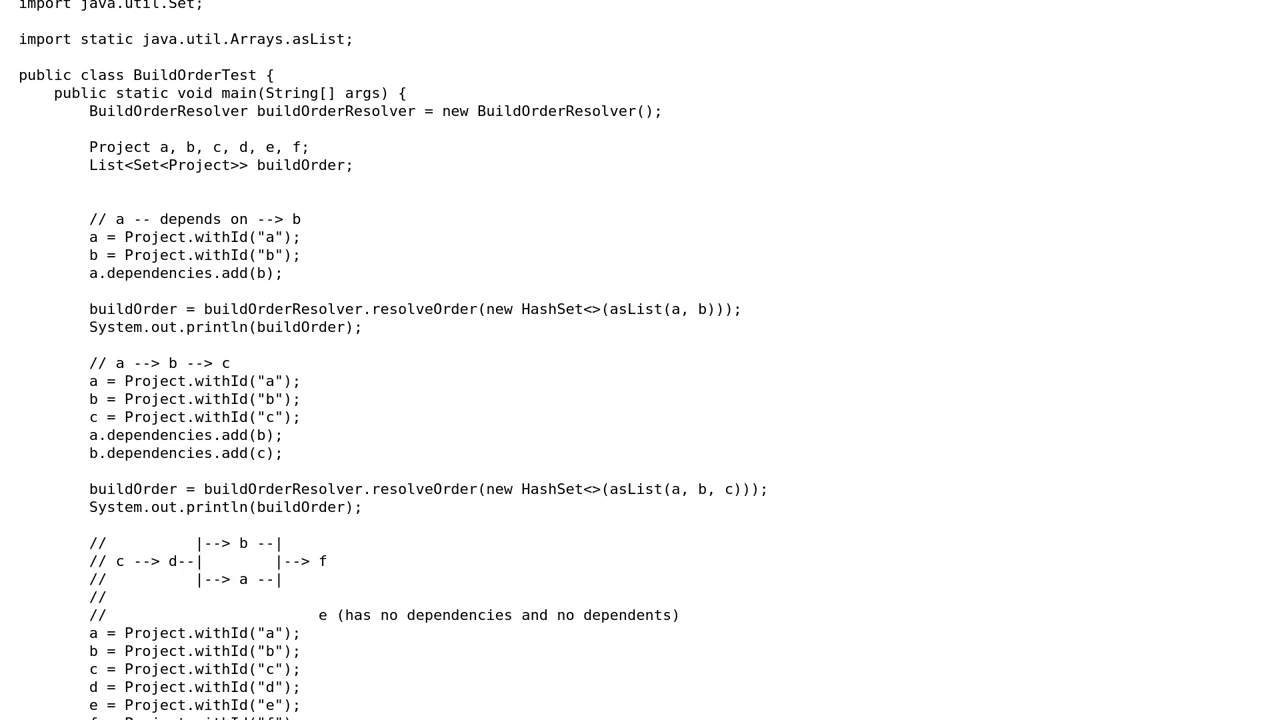 import java.util.Set;

import static java.util.Arrays.asList;

public class BuildOrderTest {
    public static void main(String[] args) {
        BuildOrderResolver buildOrderResolver = new BuildOrderResolver();

        Project a, b, c, d, e, f;
        List<Set<Project>> buildOrder;


        // a -- depends on --> b
        a = Project.withId("a");
        b = Project.withId("b");
        a.dependencies.add(b);

        buildOrder = buildOrderResolver.resolveOrder(new HashSet<>(asList(a, b)));
        System.out.println(buildOrder);

        // a --> b --> c
        a = Project.withId("a");
        b = Project.withId("b");
        c = Project.withId("c");
        a.dependencies.add(b);
        b.dependencies.add(c);

        buildOrder = buildOrderResolver.resolveOrder(new HashSet<>(asList(a, b, c)));
        System.out.println(buildOrder);

        //          |--> b --|
        // c --> d--|        |--> f
        //          |--> a --|
        //
        //                        e (has no dependencies and no dependents)
        a = Project.withId("a");
        b = Project.withId("b");
        c = Project.withId("c");
        d = Project.withId("d");
        e = Project.withId("e");
        f = Project.withId("f");